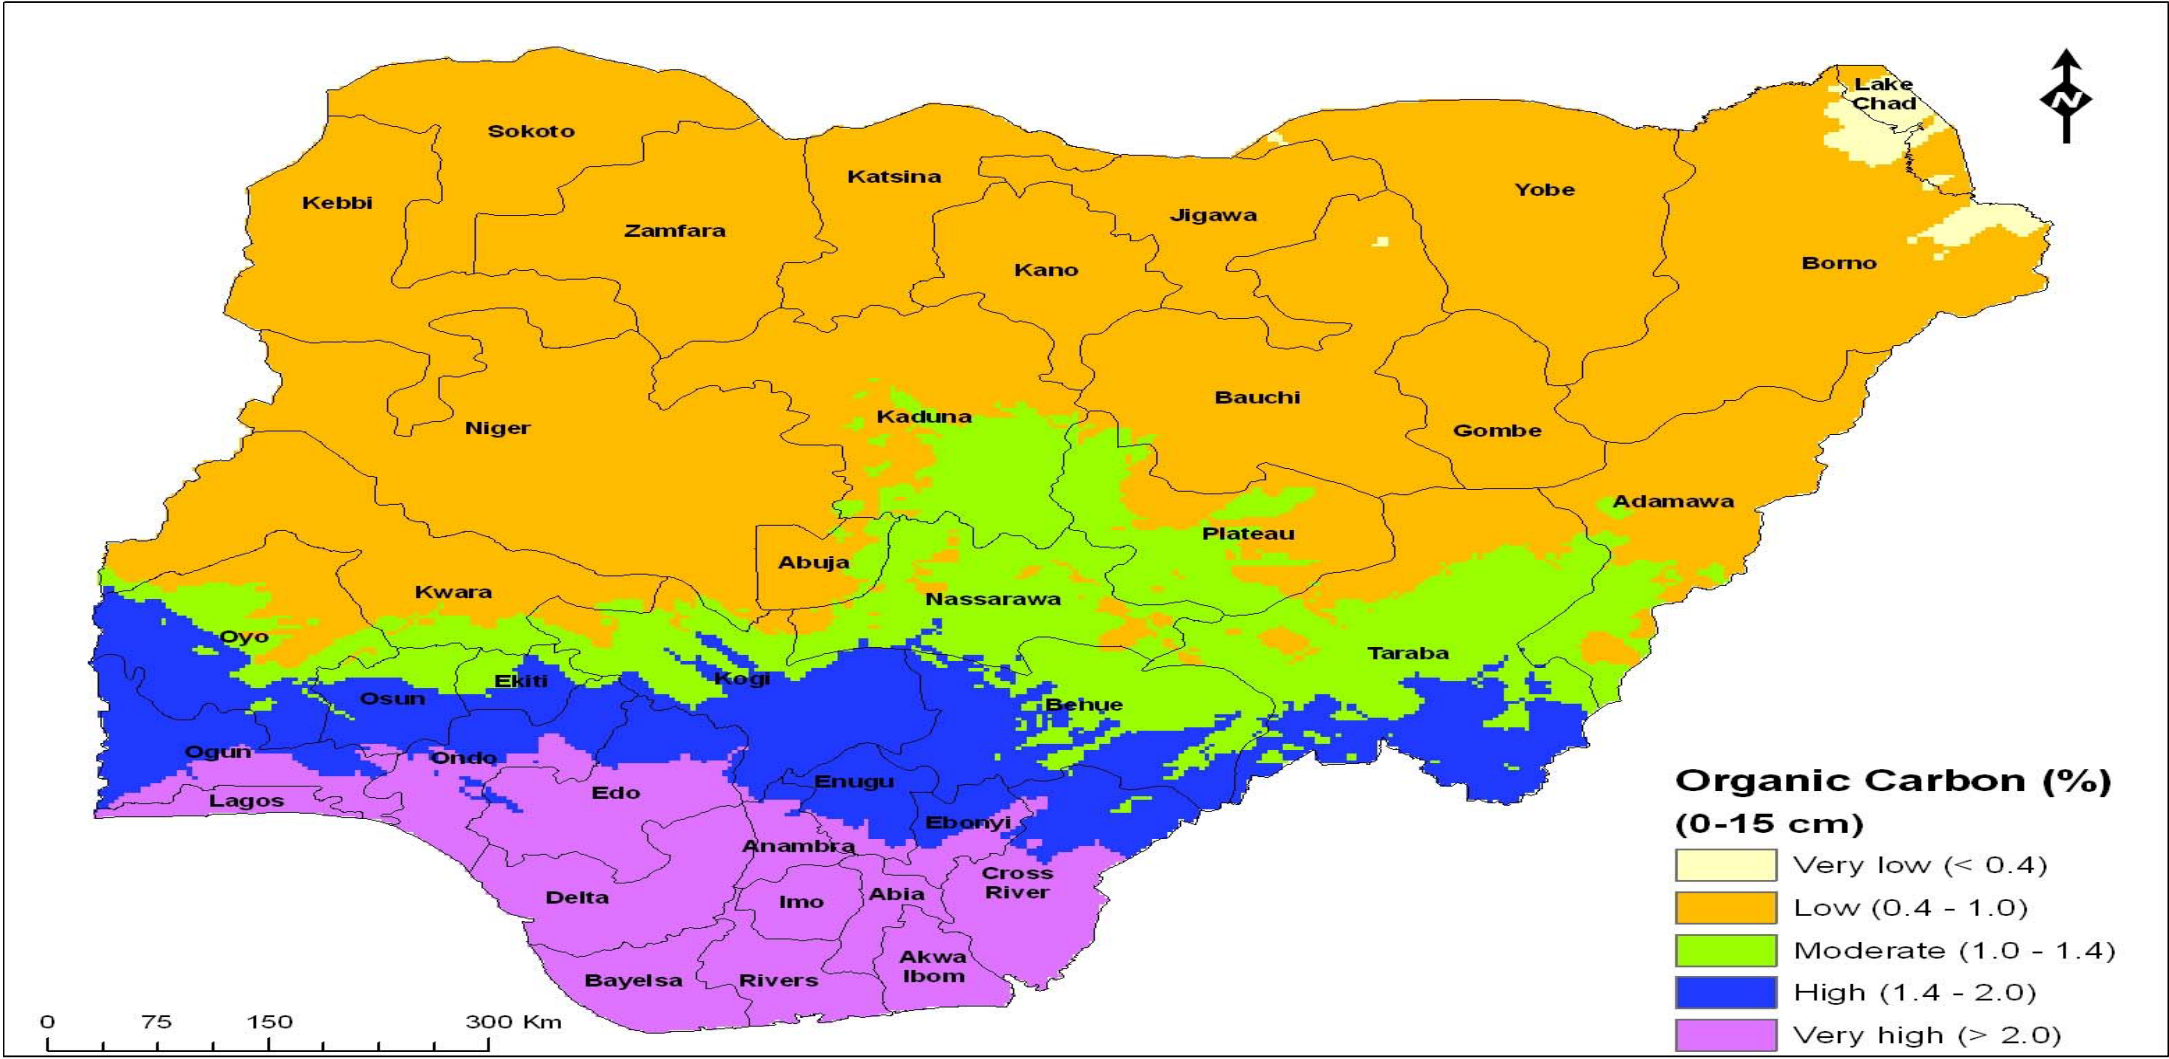 Lake
Chad
N
Sokoto
Katsina
Kebbi
Yobe
Jigawa
Zamfara
Kano
Borno
Bauchi
Kaduna
Niger
Gombe
Adamawa
Plateau
Abuja
Kwara
Nassarawa
Oyo
Taraba
Ekiti
Kogi
Osun
Behue
Ogun
Ondo
Enugu
Edo
Lagos
Ebonyi
Anambra
Cross
River
Delta
Imo
Abia
Akwa
Ibom
Bayelsa
Rivers
Organic Carbon (%)
(0-15 cm)
Very low (< 0.4)
Low (0.4 - 1.0)
Moderate (1.0 - 1.4)
High (1.4 - 2.0)
Very high (> 2.0)
0 75 150 300 Km